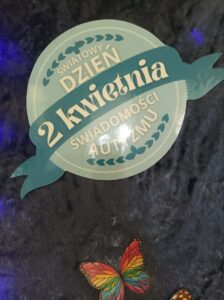 ŚWIATOWY
DZIEŃ
2 kwietnia
ŚWIADOMOŚCI
AUTYZMU